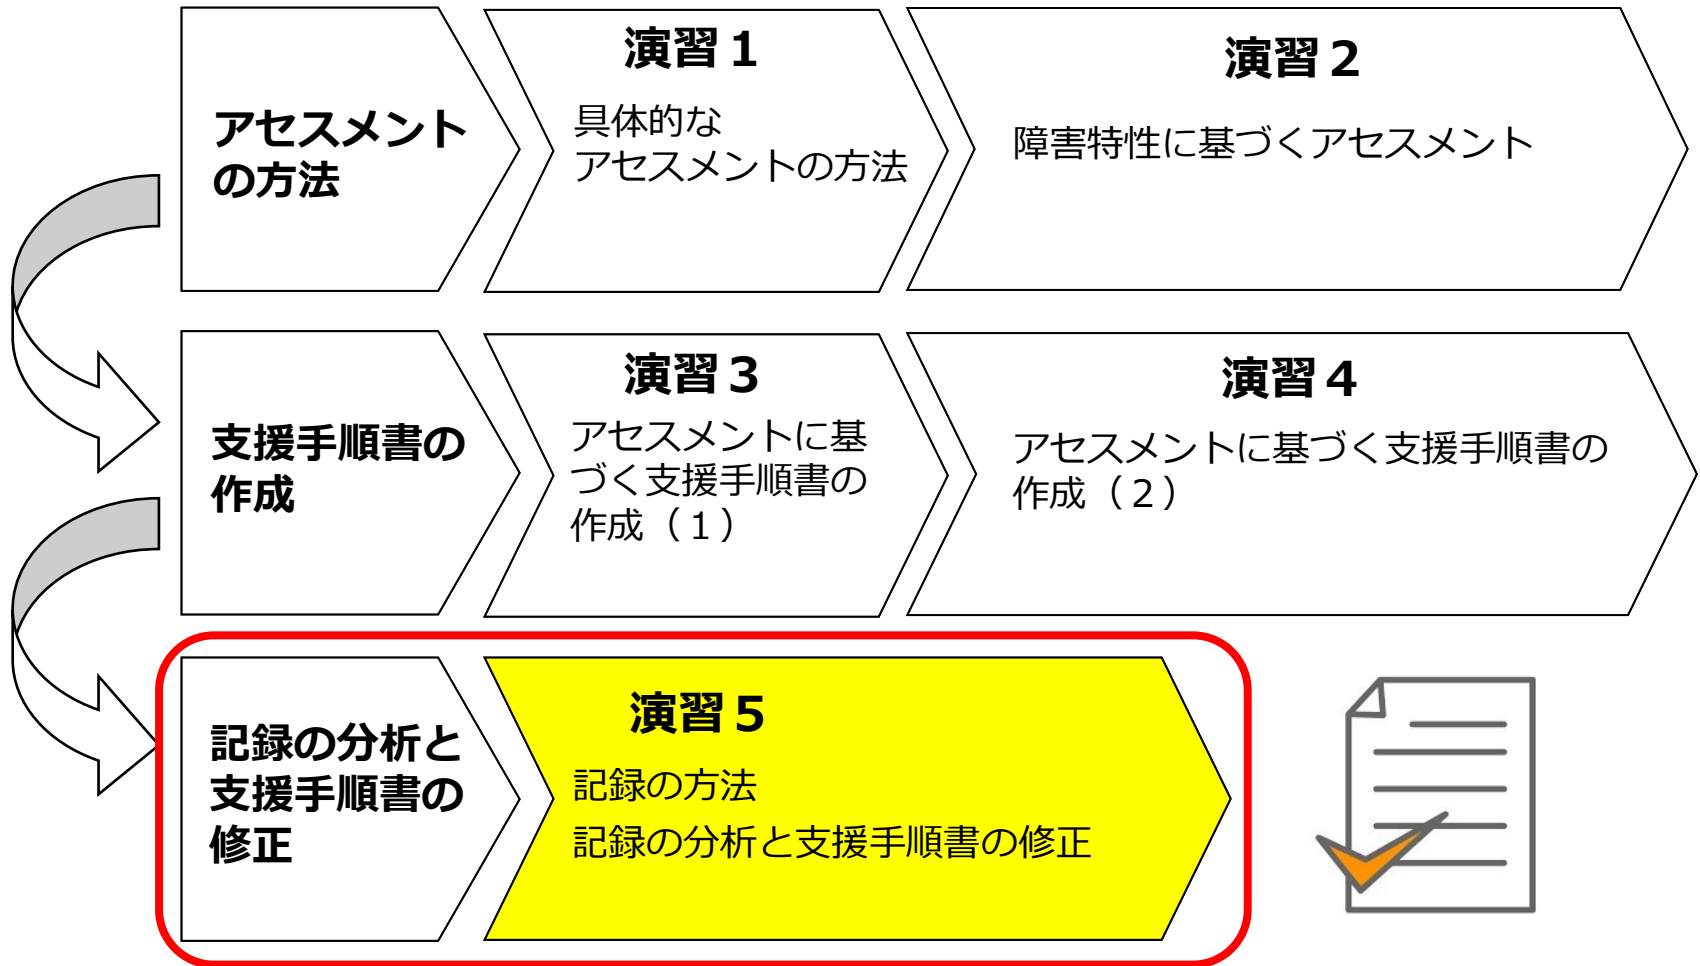 アセスメント
の方法
演習１
具体的な
アセスメントの方法
演習２
障害特性に基づくアセスメント
支援手順書の
作成
演習３
アセスメントに基
づく支援手順書の
作成（１）
演習４
アセスメントに基づく支援手順書の
作成（２）
記録の分析と
支援手順書の
修正
演習５
記録の方法
記録の分析と支援手順書の修正